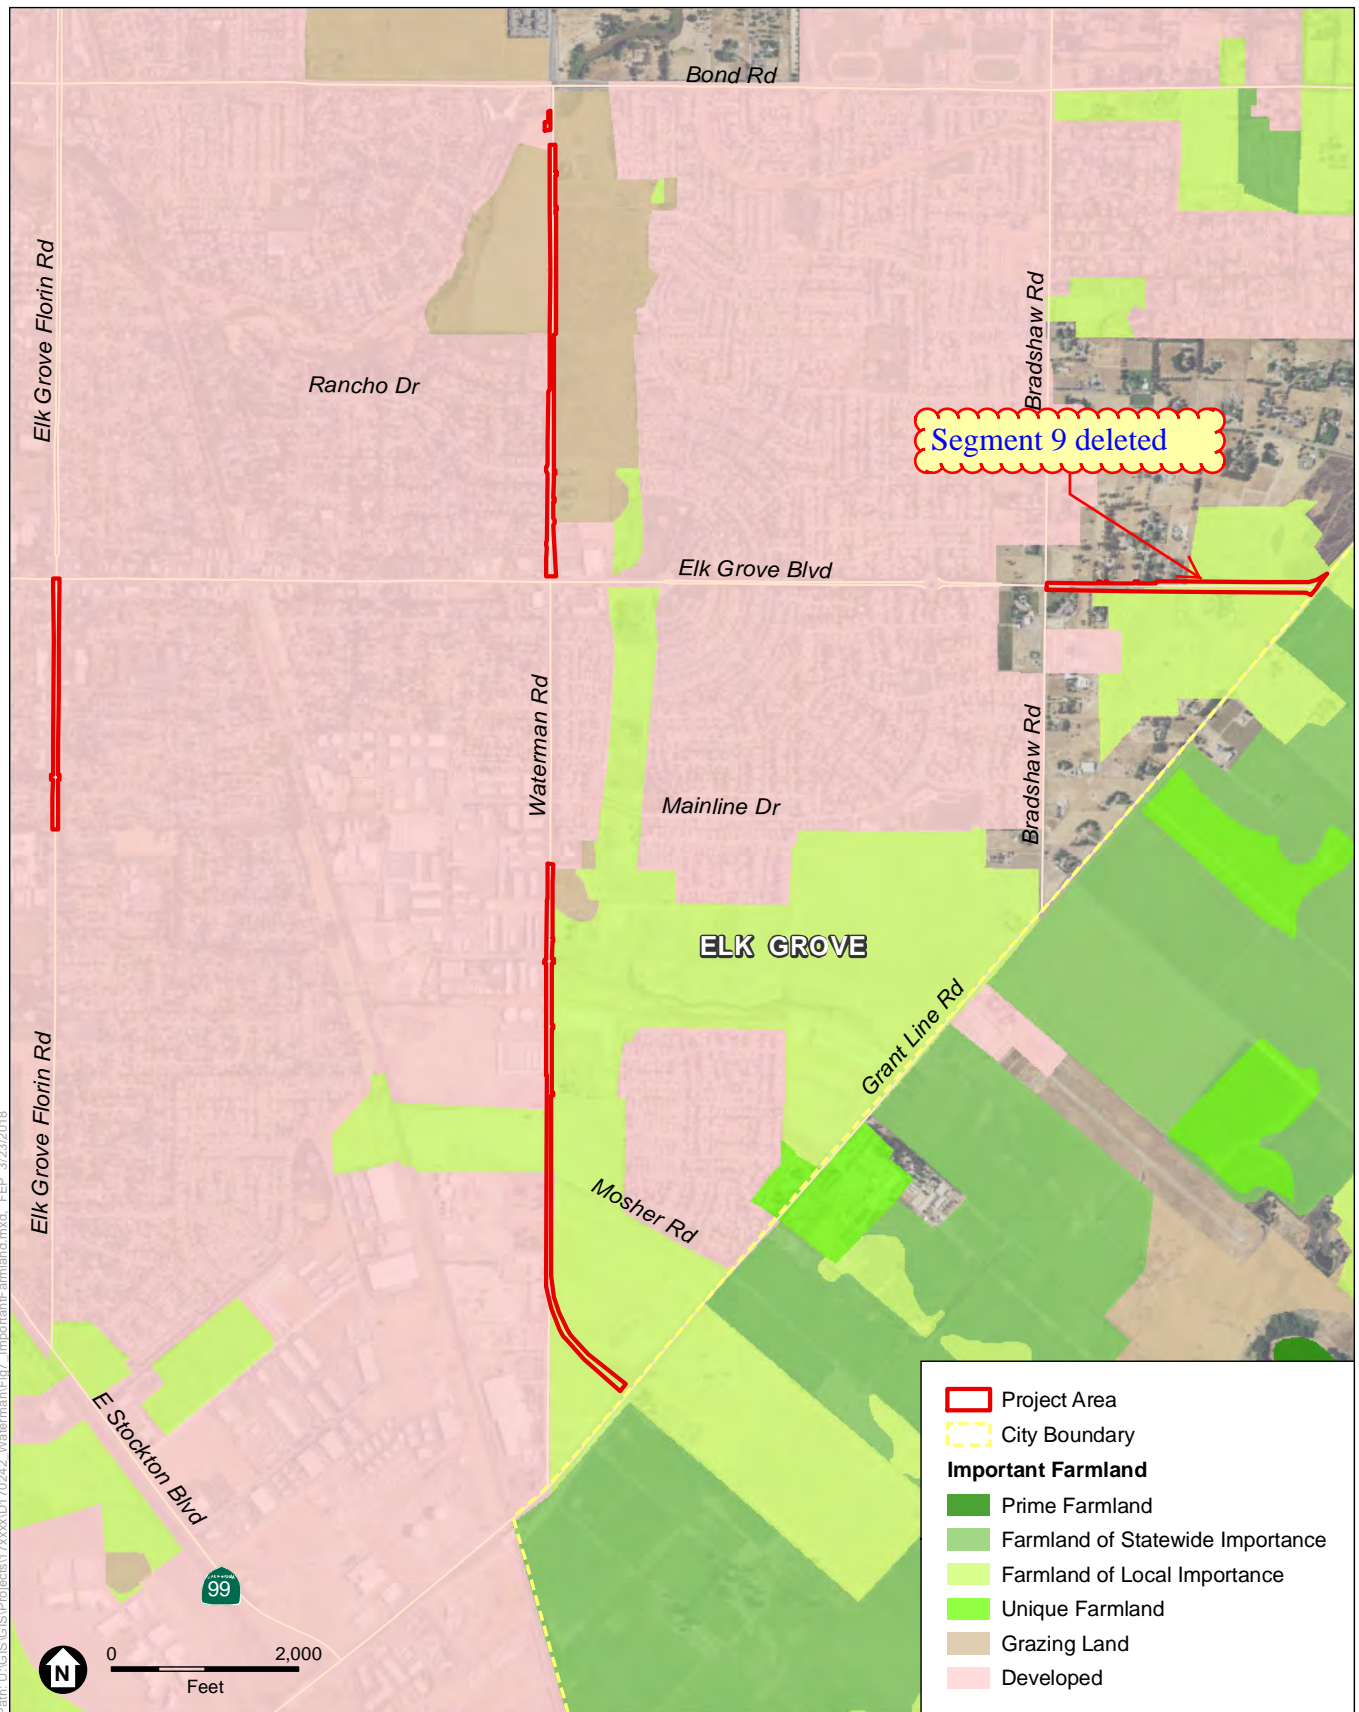 Bond Rd
Elk Grove Florin Rd
Rancho Dr
Bradshaw Rd
Segment 9 deleted
Elk Grove Blvd
Waterman Rd
Bradshaw Rd
Mainline Dr
ELK GROVE
Grant Line Rd
Elk Grove Florin Rd
Mosher Rd
E Stockton Blvd
99
N
0 2,000
Feet
Project Area
City Boundary
Important Farmland
Prime Farmland
Farmland of Statewide Importance
Farmland of Local Importance
Unique Farmland
Grazing Land
Developed